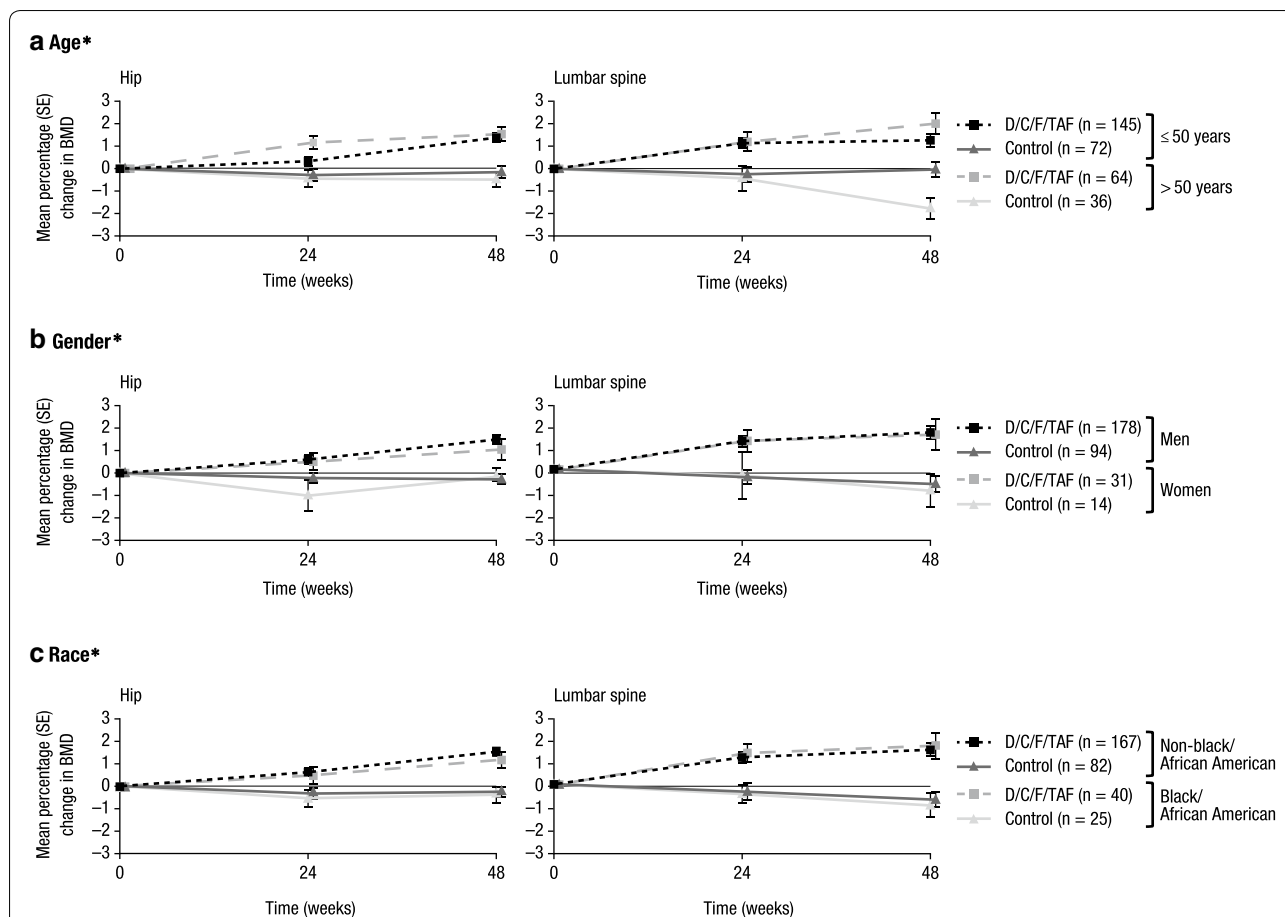 a Age*
Hip
Lumbar spine
Mean percentage (SE)
change in BMD
3
2
1
0
–1
–2
–3
0
24
48
Time (weeks)
3
2
1
0
–1
–2
–3
0
24
48
Time (weeks)
D/C/F/TAF (n = 145)
Control (n = 72)
≤ 50 years
D/C/F/TAF (n = 64)
Control (n = 36)
> 50 years
b Gender*
Hip
Lumbar spine
Mean percentage (SE)
change in BMD
3
2
1
0
–1
–2
–3
0
24
48
Time (weeks)
3
2
1
0
–1
–2
–3
0
24
48
Time (weeks)
D/C/F/TAF (n = 178)
Control (n = 94)
Men
D/C/F/TAF (n = 31)
Control (n = 14)
Women
c Race*
Hip
Lumbar spine
Mean percentage (SE)
change in BMD
3
2
1
0
–1
–2
–3
0
24
48
Time (weeks)
3
2
1
0
–1
–2
–3
0
24
48
Time (weeks)
D/C/F/TAF (n = 167)
Control (n = 82)
Non-black/
African American
D/C/F/TAF (n = 40)
Control (n = 25)
Black/
African American